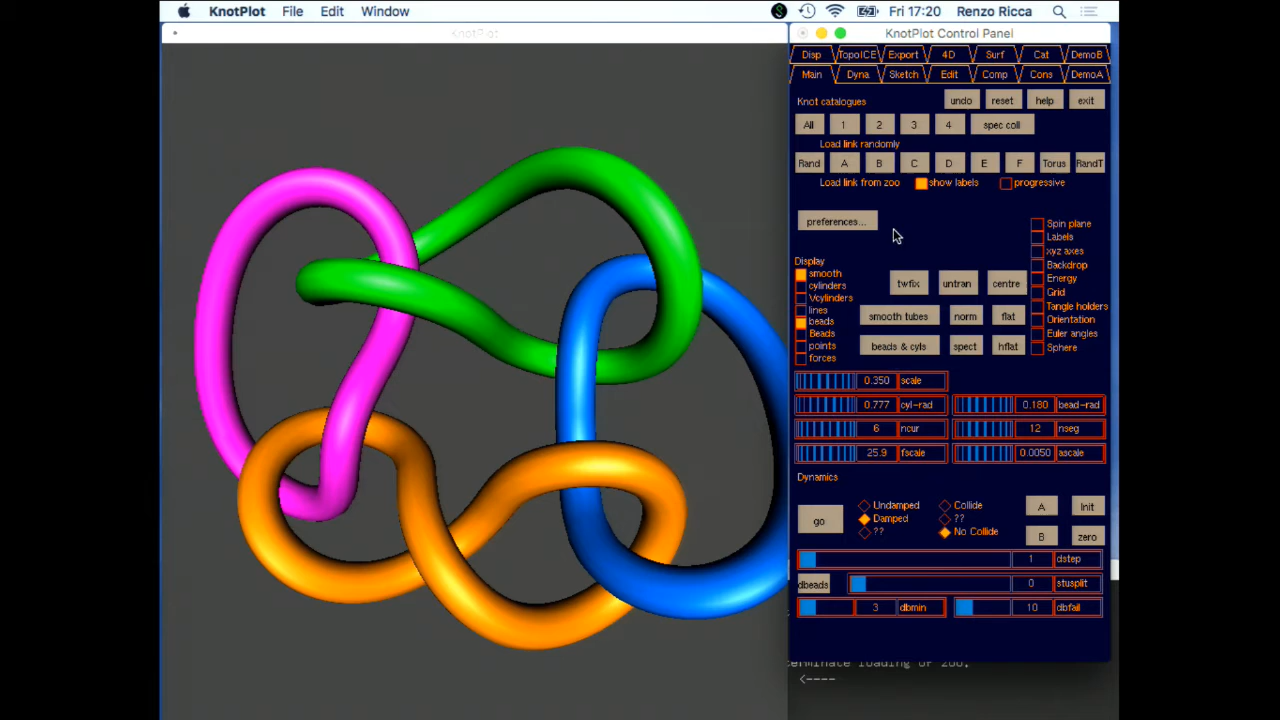 KnotPlot File Edit Window
Fri 17:20 Renzo Ricca
KnotPlot
KnotPlot Control Panel
Disp TopoICE Export 4D Surf Cat DemoB
Main Dyna Sketch Edit Comp Cons DemoA
Knot catalogues
undo reset help exit
All 1 2 3 4 spec coll
Load link randomly
Rand A B C D E F Torus RandT
Load link from zoo show labels progressive
preferences...
Spin plane
Labels
xyz axes
Backdrop
Energy
Grid
Tangle holders
Orientation
Euler angles
Sphere
Display
smooth
cylinders
Vcylinders
lines
beads
Beads
points
forces
twfix untran centre
smooth tubes norm flat
beads & cyls spect hflat
0.350 scale
0.777 cyl-rad 0.180 bead-rad
6 ncur 12 nseg
25.9 fscale 0.0050 ascale
Dynamics
go
Undamped
Damped
??
Collide
??
No Collide
A Init
B zero
1 dstep
dbeads 0 stusplit
3 dbmin 10 dbfail
loading of zoo.
<----